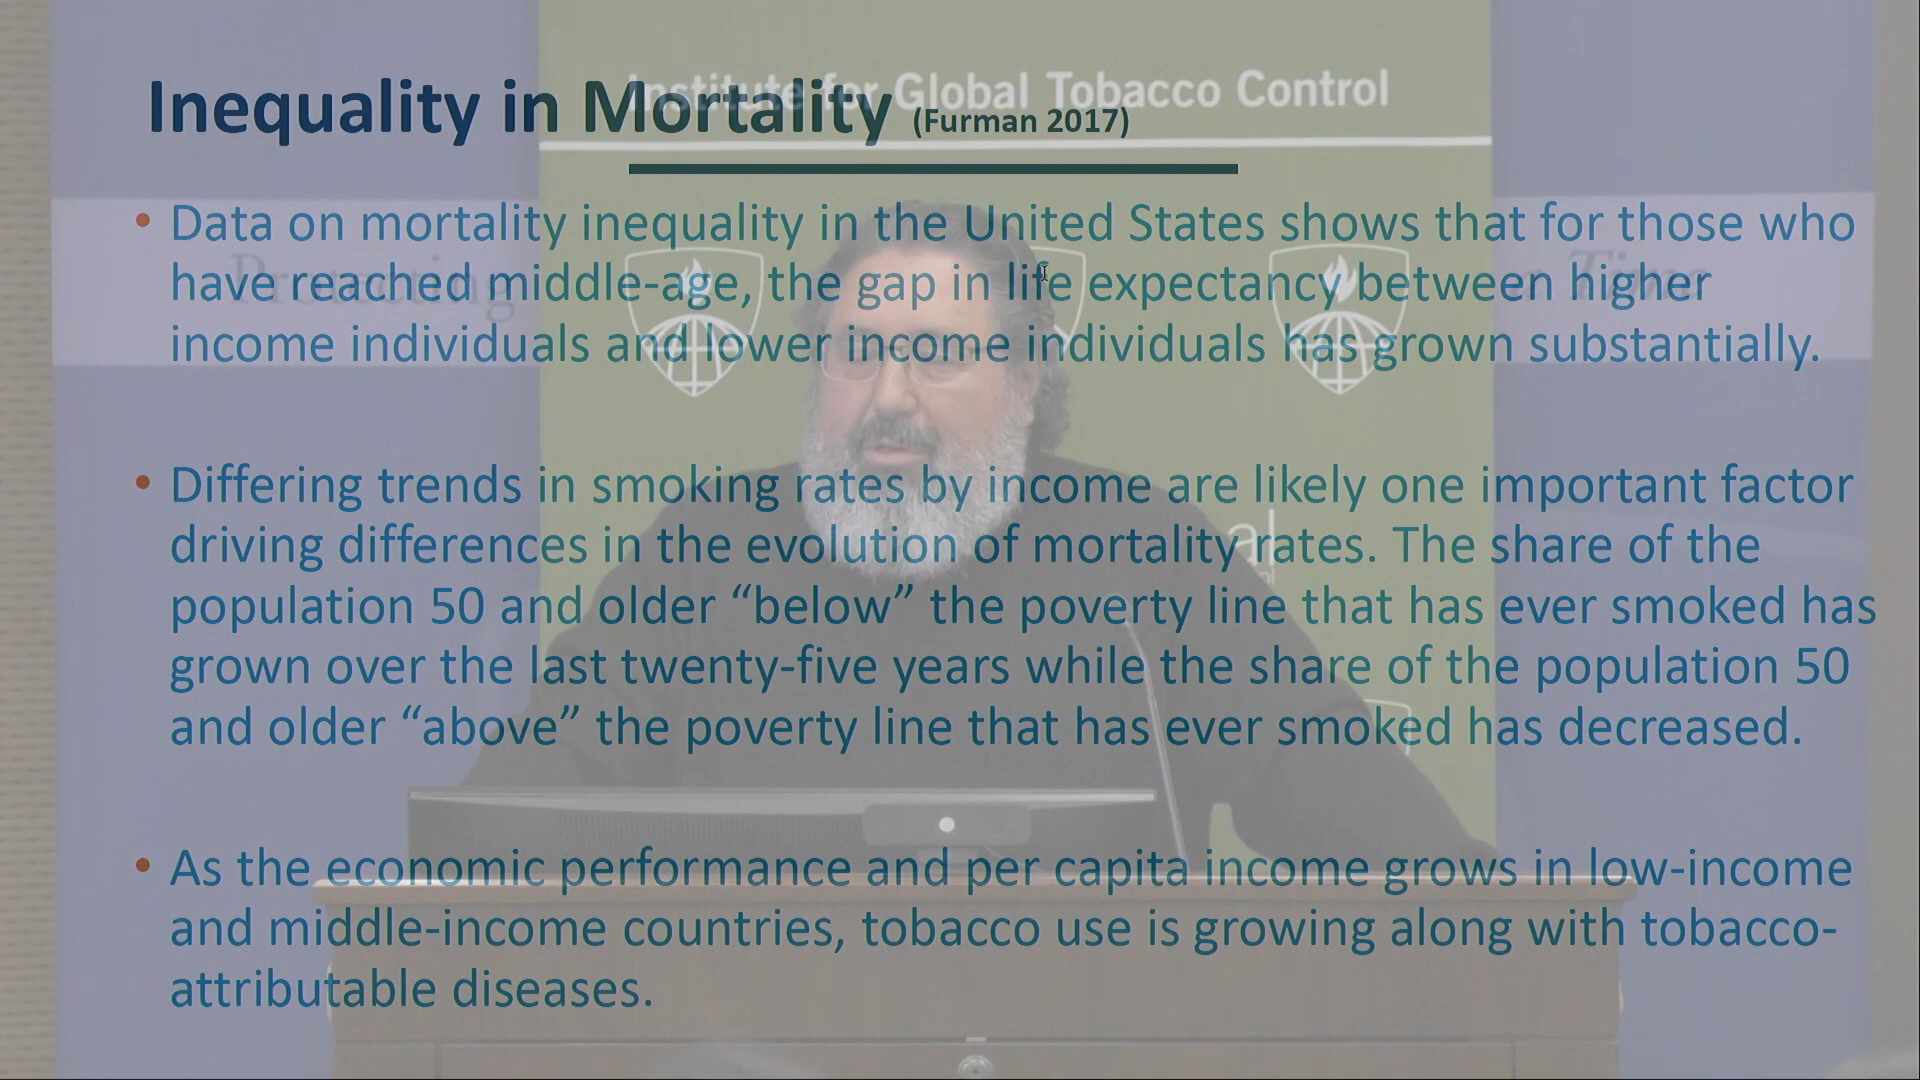 Institute for Global Tobacco Control
Inequality in Mortality (Furman 2017)
• Data on mortality inequality in the United States shows that for those who
have reached middle-age, the gap in life expectancy between higher
income individuals and lower income individuals has grown substantially.
Protecting
Time
• Differing trends in smoking rates by income are likely one important factor
driving differences in the evolution of mortality rates. The share of the
population 50 and older “below” the poverty line that has ever smoked has
grown over the last twenty-five years while the share of the population 50
and older “above” the poverty line that has ever smoked has decreased.
• As the economic performance and per capita income grows in low-income
and middle-income countries, tobacco use is growing along with tobacco-
attributable diseases.